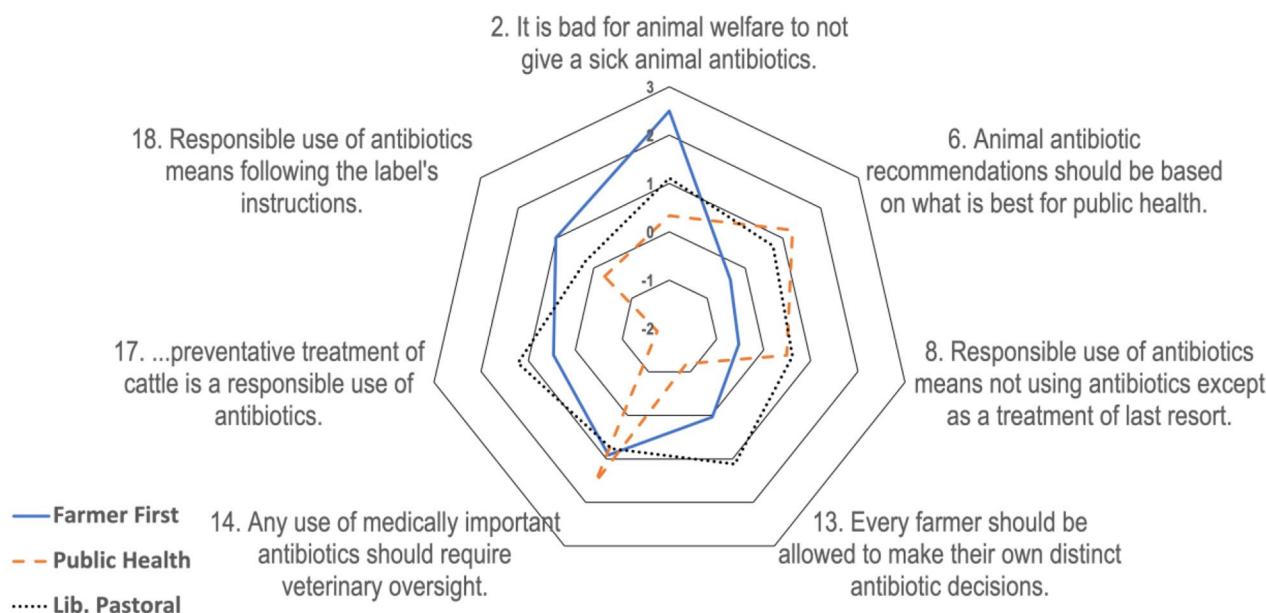 2. It is bad for animal welfare to not
give a sick animal antibiotics.
3
2
1
0
-1
-2
18. Responsible use of antibiotics
means following the label's
instructions.
6. Animal antibiotic
recommendations should be based
on what is best for public health.
17. ...preventative treatment of
cattle is a responsible use of
antibiotics.
8. Responsible use of antibiotics
means not using antibiotics except
as a treatment of last resort.
14. Any use of medically important
antibiotics should require
veterinary oversight.
13. Every farmer should be
allowed to make their own distinct
antibiotic decisions.
Farmer First
Public Health
Lib. Pastoral